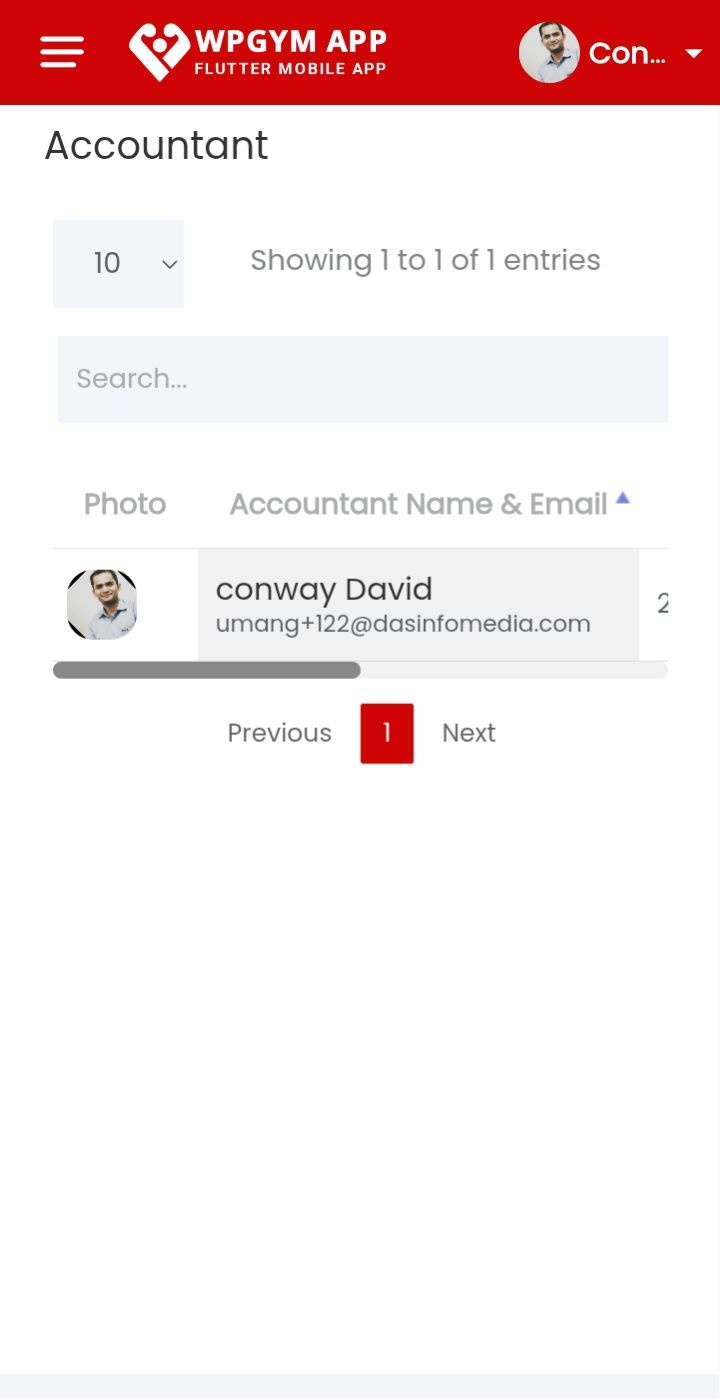 WPGYM APP
FLUTTER MOBILE APP
Con...
Accountant
10
Showing 1 to 1 of 1 entries
Search...
Photo
Accountant Name & Email
conway David
umang+122@dasinfomedia.com
2
Previous
1
Next